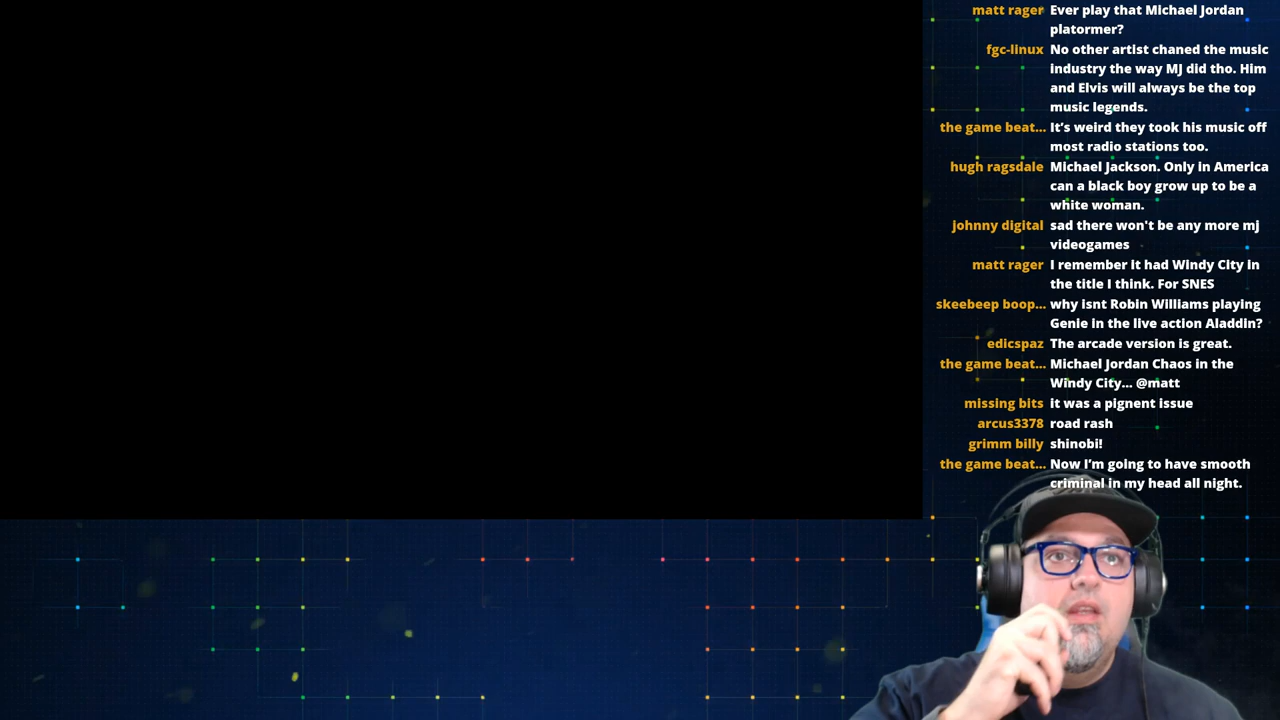 matt rager Ever play that Michael Jordan
platormer?
fgc-linux No other artist chaned the music
industry the way MJ did tho. Him
and Elvis will always be the top
music legends.
the game beat... It's weird they took his music off
most radio stations too.
hugh ragsdale Michael Jackson. Only in America
can a black boy grow up to be a
white woman.
johnny digital sad there won't be any more mj
videogames
matt rager I remember it had Windy City in
the title I think. For SNES
skeebeep boop... why isnt Robin Williams playing
Genie in the live action Aladdin?
edicspaz The arcade version is great.
the game beat... Michael Jordan Chaos in the
Windy City... @matt
missing bits it was a pignent issue
arcus3378 road rash
grimm billy shinobi!
the game beat... Now I'm going to have smooth
criminal in my head all night.